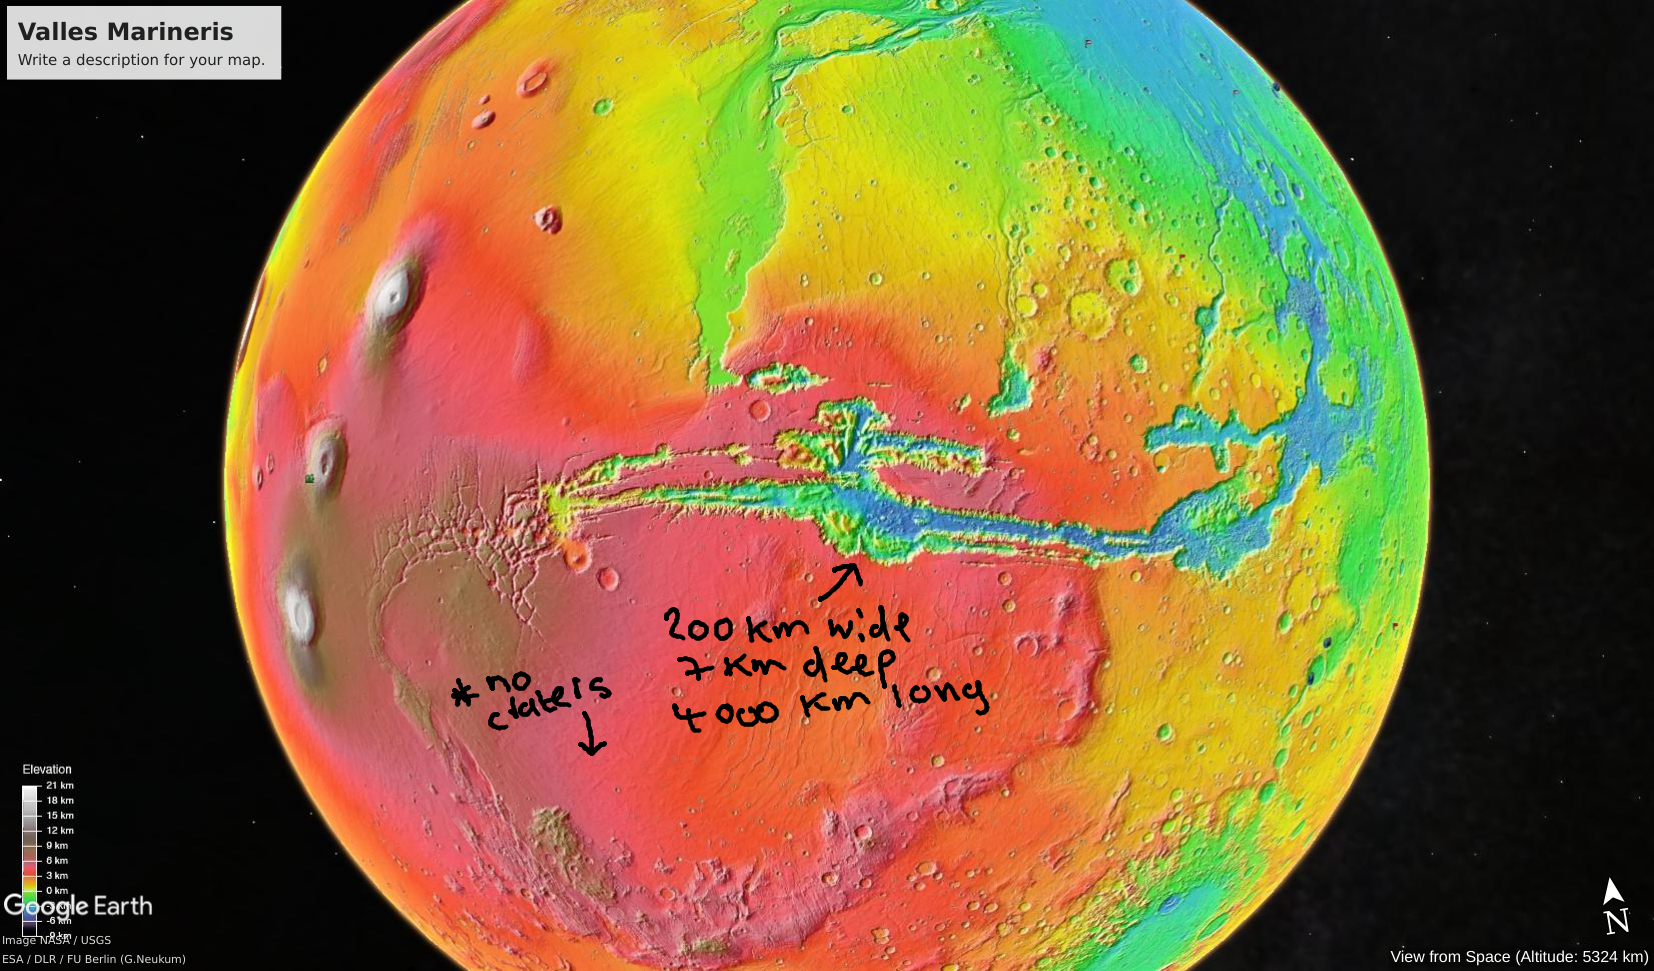 Valles Marineris
Write a description for your map.
200 km wide
7 km deep
4000 km long
* no
craters
Elevation
21 km
18 km
15 km
12 km
9 km
6 km
3 km
0 km
-3 km
-6 km
-9 km
Google Earth
Image NASA / USGS
ESA / DLR / FU Berlin (G.Neukum)
N
View from Space (Altitude: 5324 km)